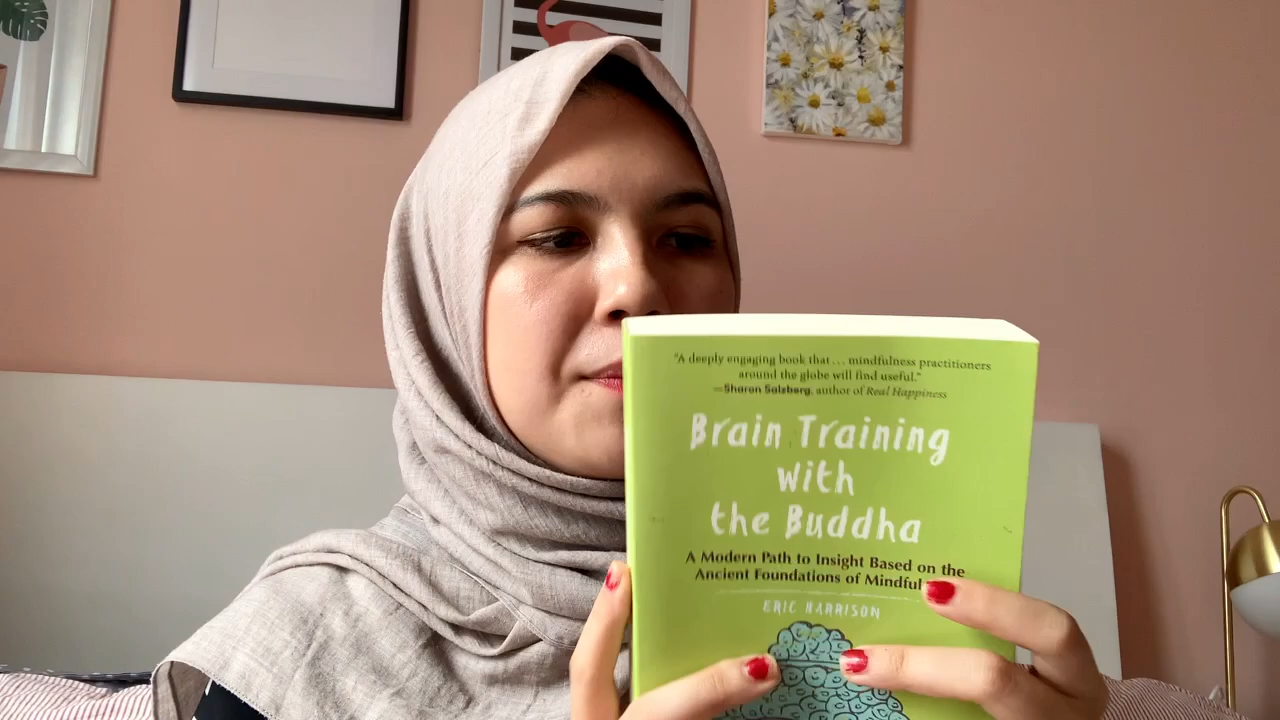 "A deeply engaging book that... mindfulness practitioners
around the globe will find useful."
—Sharon Salzberg, author of Real Happiness
Brain Training
with
the Buddha
A Modern Path to Insight Based on the
Ancient Foundations of Mindful
ERIC HARRISON